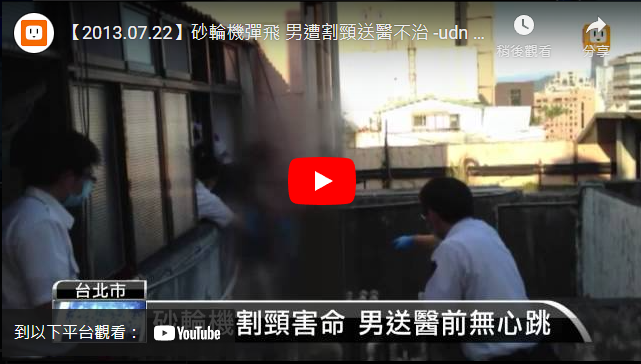 【2013.07.22】砂輪機彈飛 男遭割頸送醫不治 -udn ...
稍後觀看
分享
台北市
砂輪機割頸害命 男送醫前無心跳
到以下平台觀看：
YouTube